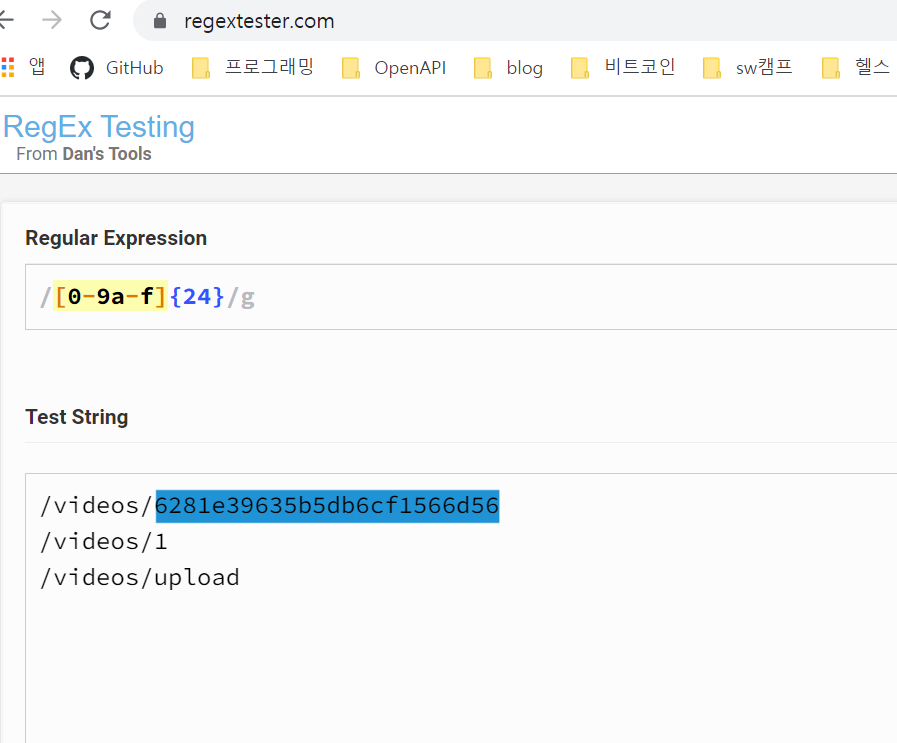 regextester.com
앱 GitHub 프로그래밍 OpenAPI blog 비트코인 sw캠프 헬스
RegEx Testing
From Dan's Tools
Regular Expression
/[0-9a-f]{24}/g
Test String
/videos/6281e39635b5db6cf1566d56
/videos/1
/videos/upload